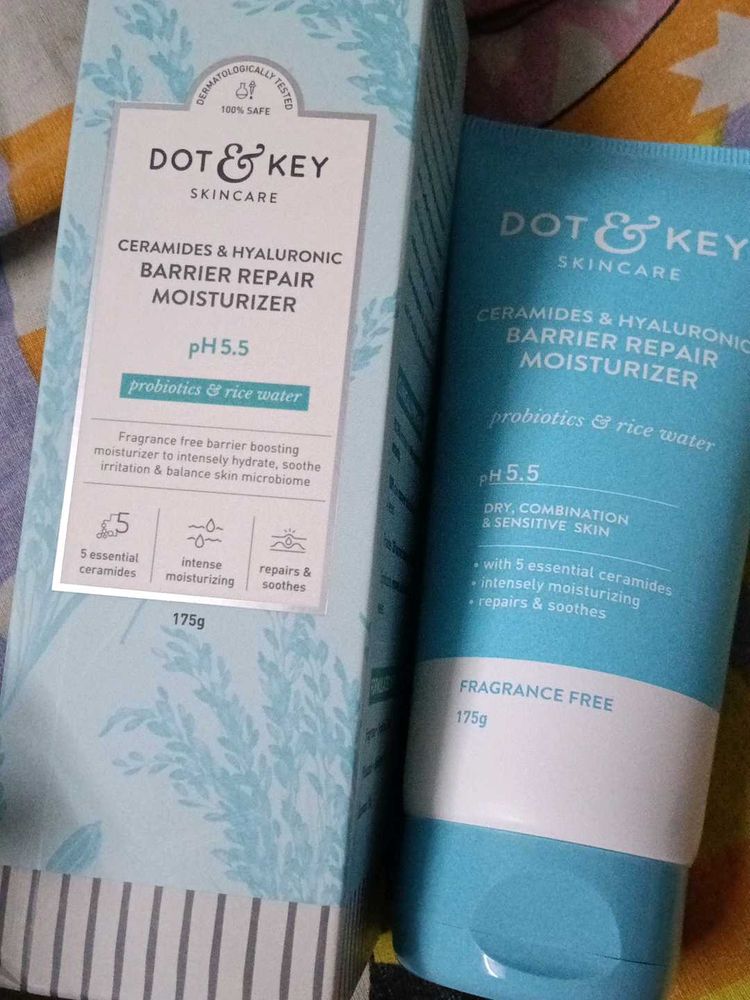 DERMATOLOGICALLY TESTED
100% SAFE
DOT & KEY
SKINCARE
CERAMIDES & HYALURONIC
BARRIER REPAIR
MOISTURIZER
pH 5.5
probiotics & rice water
Fragrance free barrier boosting
moisturizer to intensely hydrate, soothe
irritation & balance skin microbiome
5
5 essential
ceramides
intense
moisturizing
repairs &
soothes
175g
DOT & KEY
SKINCARE
CERAMIDES & HYALURONIC
BARRIER REPAIR
MOISTURIZER
probiotics & rice water
pH 5.5
DRY, COMBINATION
& SENSITIVE SKIN
• with 5 essential ceramides
• intensely moisturizing
• repairs & soothes
FRAGRANCE FREE
175g